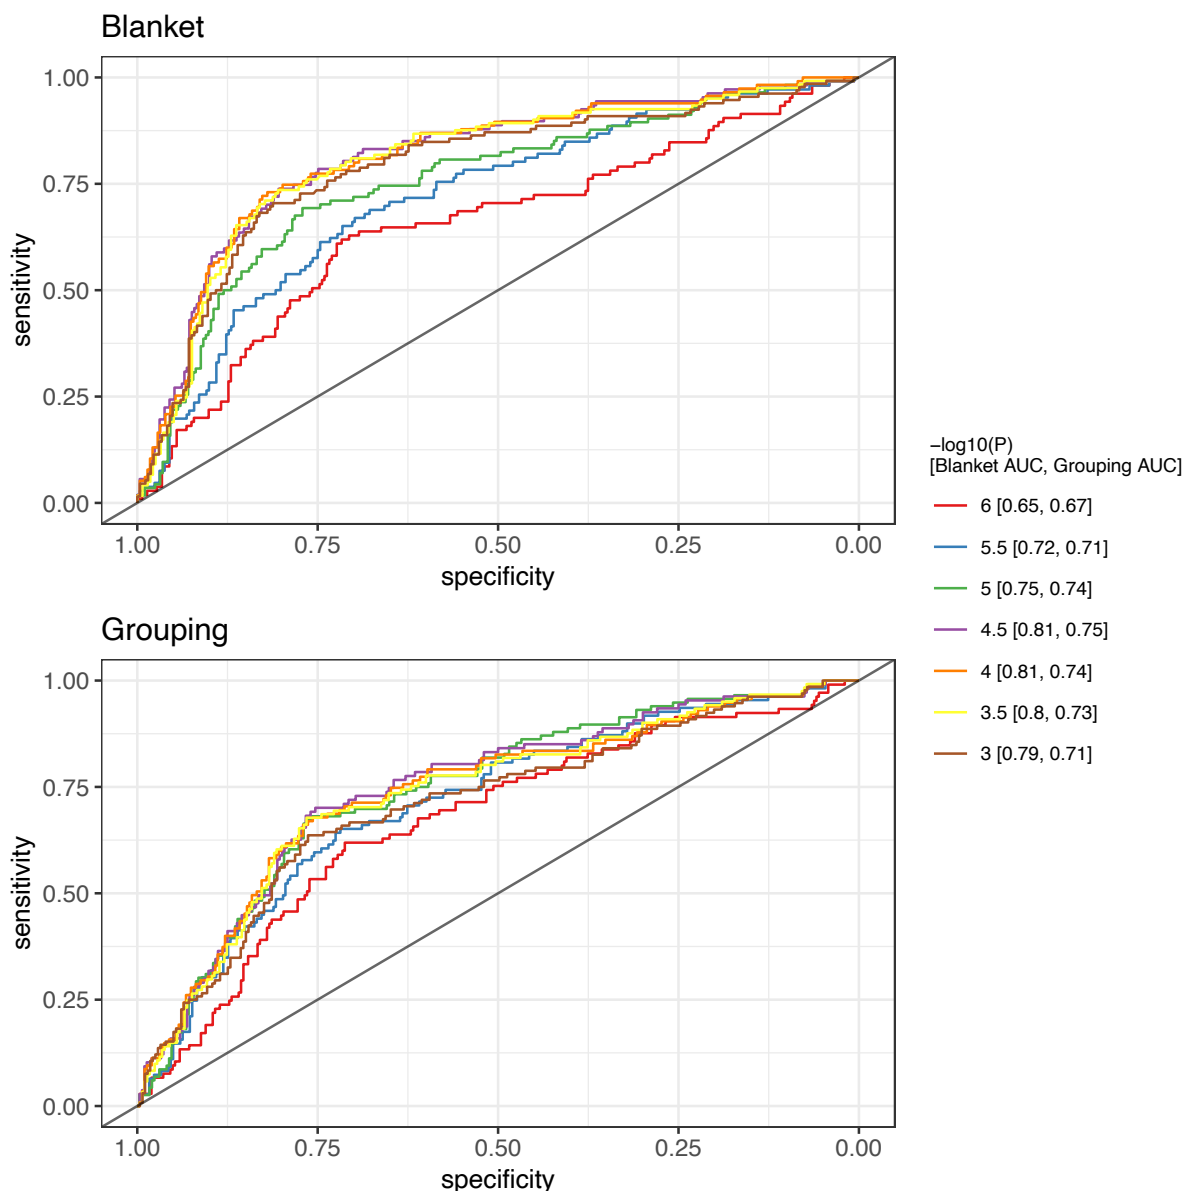 Blanket
1.00
0.75
0.50
0.25
0.00
sensitivity
1.00 0.75 0.50 0.25 0.00
specificity
Grouping
1.00
0.75
0.50
0.25
0.00
sensitivity
1.00 0.75 0.50 0.25 0.00
specificity
−log10(P)
[Blanket AUC, Grouping AUC]
6 [0.65, 0.67]
5.5 [0.72, 0.71]
5 [0.75, 0.74]
4.5 [0.81, 0.75]
4 [0.81, 0.74]
3.5 [0.8, 0.73]
3 [0.79, 0.71]